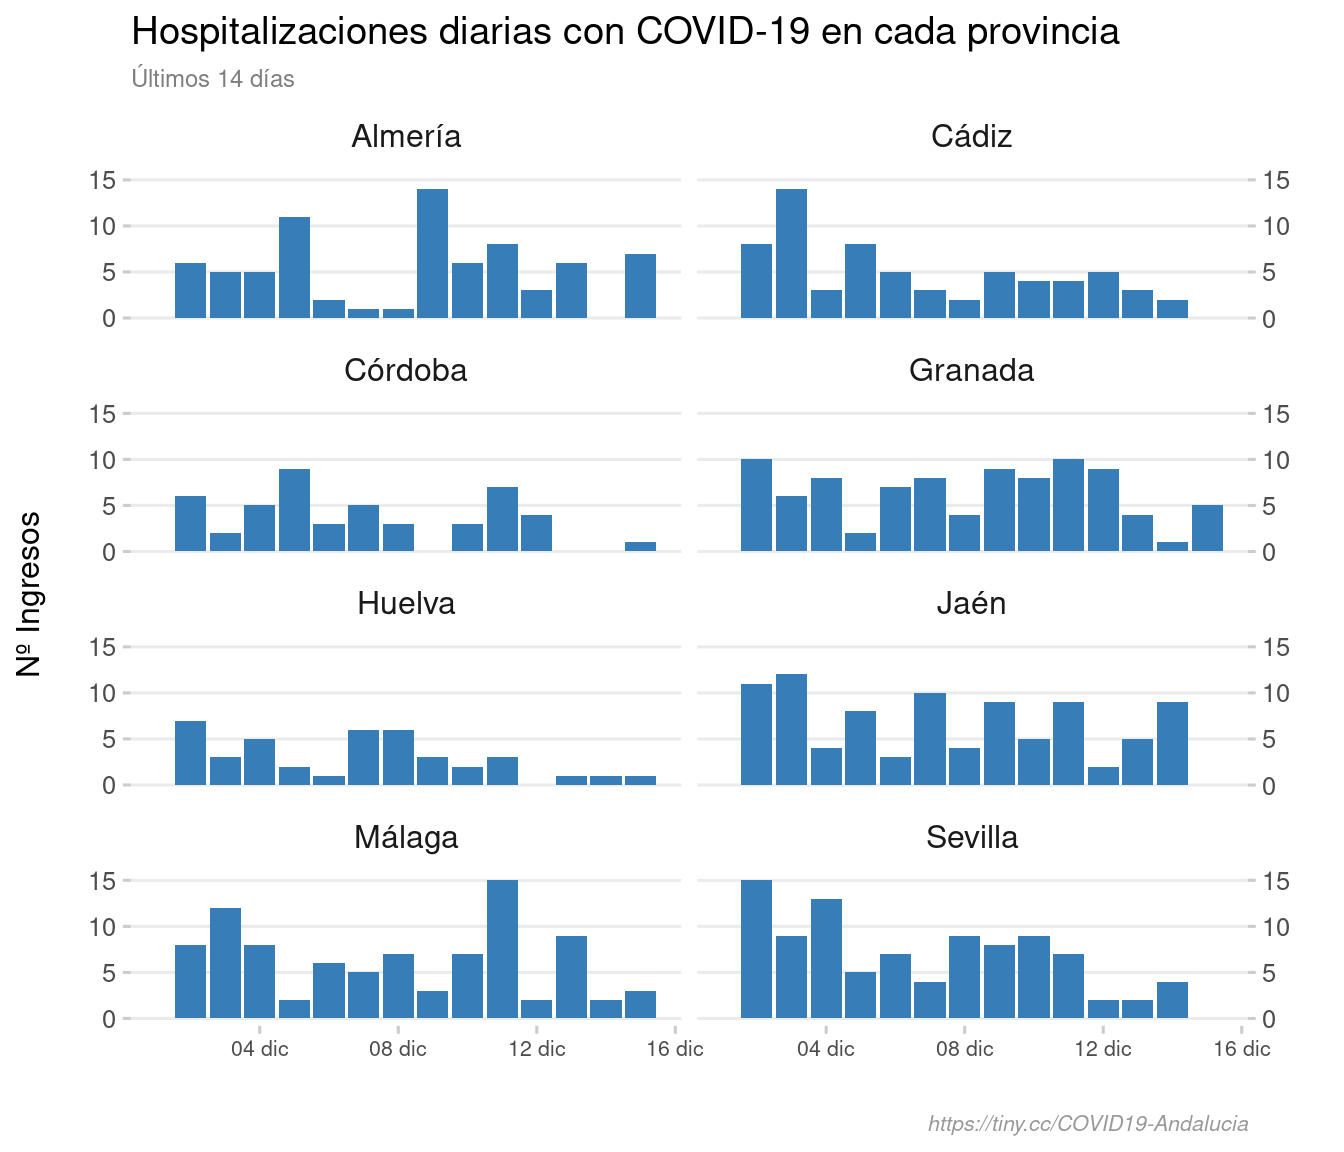 Hospitalizaciones diarias con COVID-19 en cada provincia
Últimos 14 días
Almería
Cádiz
15
10
5
0
15
10
5
0
Córdoba
Granada
15
10
5
0
15
10
5
0
Nº Ingresos
Huelva
Jaén
15
10
5
0
15
10
5
0
Málaga
Sevilla
15
10
5
0
15
10
5
0
04 dic 08 dic 12 dic 16 dic
04 dic 08 dic 12 dic 16 dic
https://tiny.cc/COVID19-Andalucia